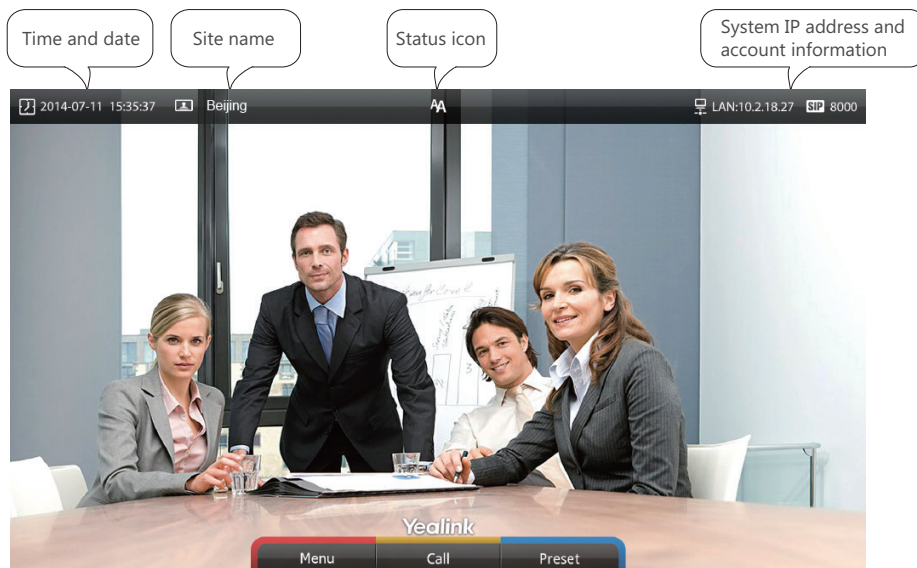 Time and date
Site name
Status icon
System IP address and
account information
2014-07-11 15:35:37
Beijing
AA
LAN:10.2.18.27
SIP 8000
Yealink
Menu
Call
Preset